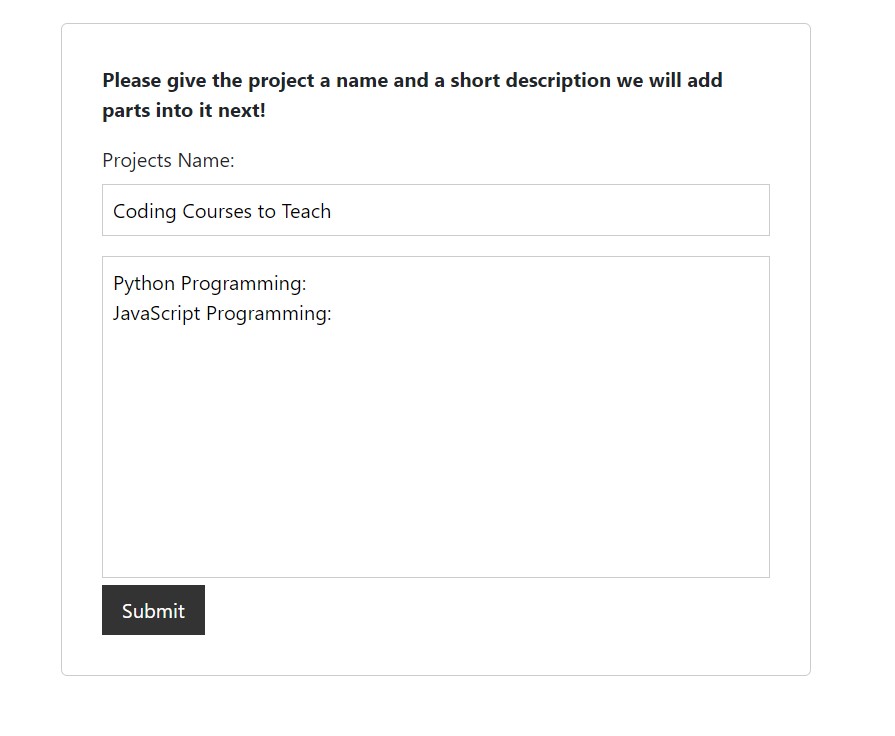 Please give the project a name and a short description we will add
parts into it next!
Projects Name:
Coding Courses to Teach
Python Programming:
JavaScript Programming:
Submit